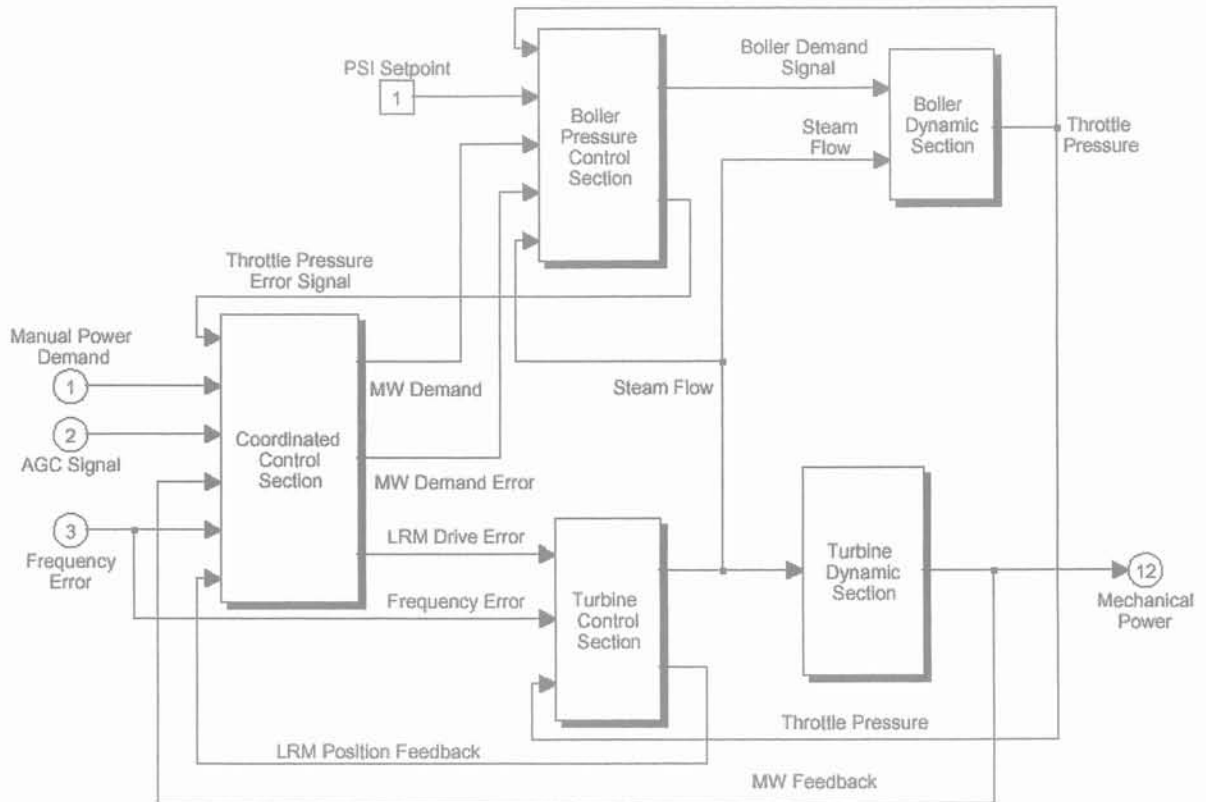 PSI Setpoint
1
Boiler
Pressure
Control
Section
Boiler Demand
Signal
Steam
Flow
Boiler
Dynamic
Section
Throttle
Pressure
Throttle Pressure
Error Signal
Manual Power
Demand
1
2
AGC Signal
3
Frequency
Error
Coordinated
Control
Section
MW Demand
MW Demand Error
LRM Drive Error
Frequency Error
Steam Flow
Turbine
Control
Section
Turbine
Dynamic
Section
12
Mechanical
Power
Throttle Pressure
LRM Position Feedback
MW Feedback